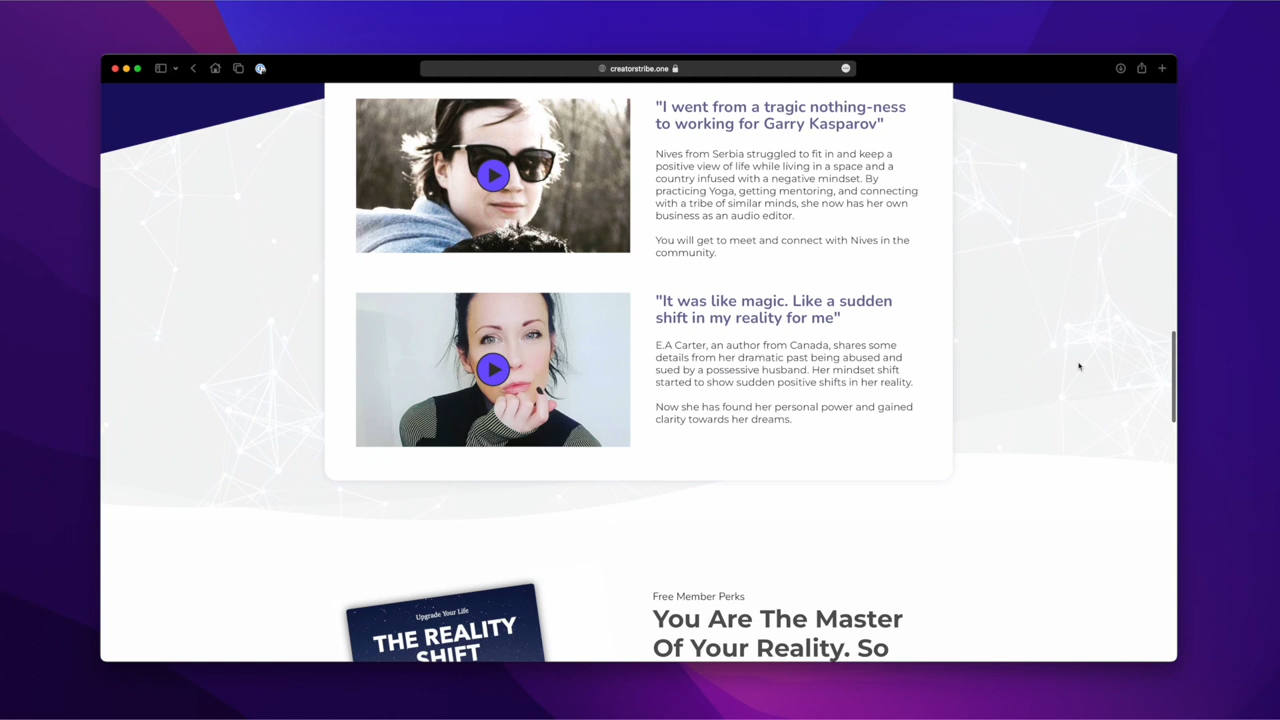 creatorstribe.one
"I went from a tragic nothing-ness
to working for Garry Kasparov"
Nives from Serbia struggled to fit in and keep a
positive view of life while living in a space and a
country infused with a negative mindset. By
practicing Yoga, getting mentoring, and connecting
with a tribe of similar minds, she now has her own
business as an audio editor.
You will get to meet and connect with Nives in the
community.
"It was like magic. Like a sudden
shift in my reality for me"
E.A Carter, an author from Canada, shares some
details from her dramatic past being abused and
sued by a possessive husband. Her mindset shift
started to show sudden positive shifts in her reality.
Now she has found her personal power and gained
clarity towards her dreams.
Upgrade Your Life
THE REALITY
SHIFT
Free Member Perks
You Are The Master
Of Your Reality. So